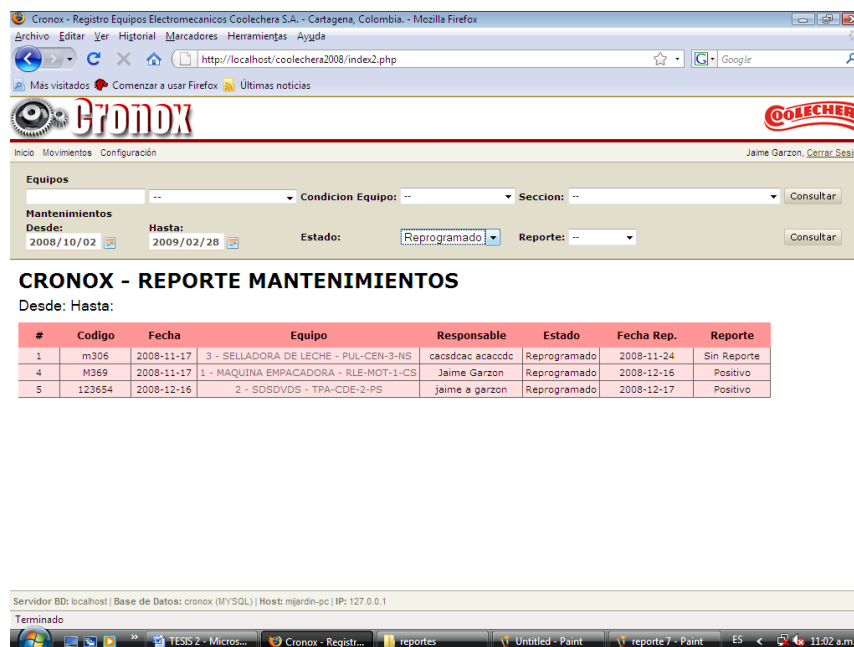 Cronox - Registro Equipos Electromecanicos Coolechera S.A. - Cartagena, Colombia. - Mozilla Firefox
Archivo Editar Ver Historial Marcadores Herramientas Ayuda
http://localhost/coolechera2008/index2.php
G Google
Más visitados Comenzar a usar Firefox Últimas noticias
Cronox
COOLECHER
Inicio Movimientos Configuración
Jaime Garzon, Cerrar Sesi
Equipos
-- Condicion Equipo: -- Seccion: -- Consultar
Mantenimientos
Desde: Hasta:
2008/10/02 2009/02/28 Estado: Reprogramado Reporte: -- Consultar
CRONOX - REPORTE MANTENIMIENTOS
Desde: Hasta:
# Codigo Fecha Equipo Responsable Estado Fecha Rep. Reporte
1 m306 2008-11-17 3 - SELLADORA DE LECHE - PUL-CEN-3-NS cacsdcac acaccdc Reprogramado 2008-11-24 Sin Reporte
4 M369 2008-11-17 1 - MAQUINA EMPACADORA - RLE-MOT-1-CS Jaime Garzon Reprogramado 2008-12-16 Positivo
5 123654 2008-12-16 2 - SDSDVDS - TPA-CDE-2-PS jaime a garzon Reprogramado 2008-12-17 Positivo
Servidor BD: localhost | Base de Datos: cronox (MYSQL) | Host: mijardin-pc | IP: 127.0.0.1
Terminado
» TESIS 2 - Micros... Cronox - Registr... reportes Untitled - Paint reporte 7 - Paint ES < 11:02 a.m.